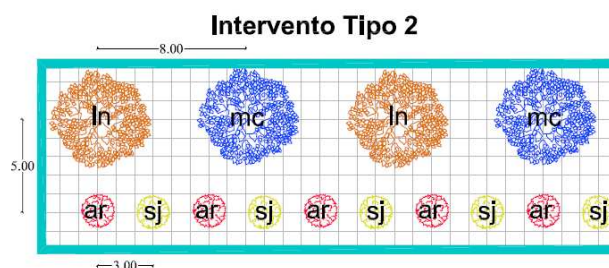 Intervento Tipo 2
8.00
ln mc ln mc
5.00
ar sj ar sj ar sj ar sj ar sj
3.00